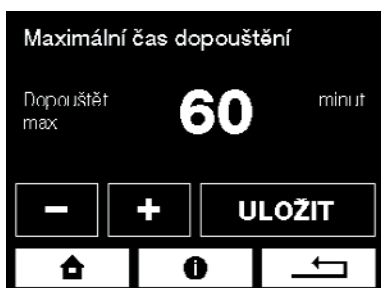 Maximální čas dopouštění
Dopouštět
max
60
minut
− +
ULOŽIT